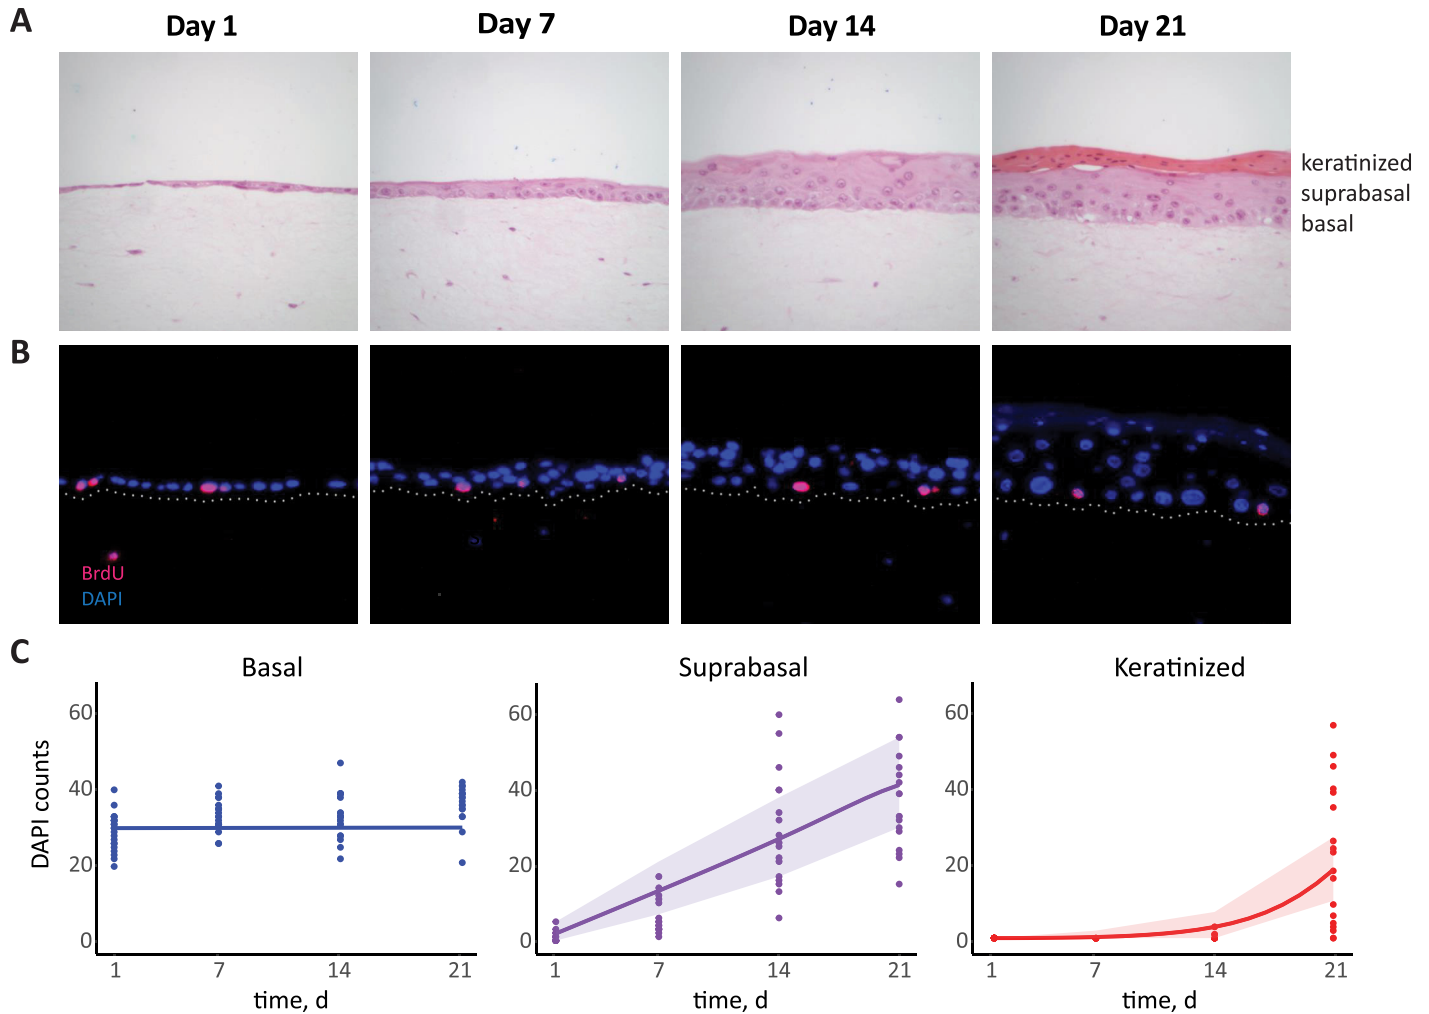 A
Day 1
Day 7
Day 14
Day 21
keratinized
suprabasal
basal
B
BrdU
DAPI
C
Basal
Suprabasal
Keratinized
DAPI counts
60
40
20
0
1
7
14
21
time, d
60
40
20
0
1
7
14
21
time, d
60
40
20
0
1
7
14
21
time, d